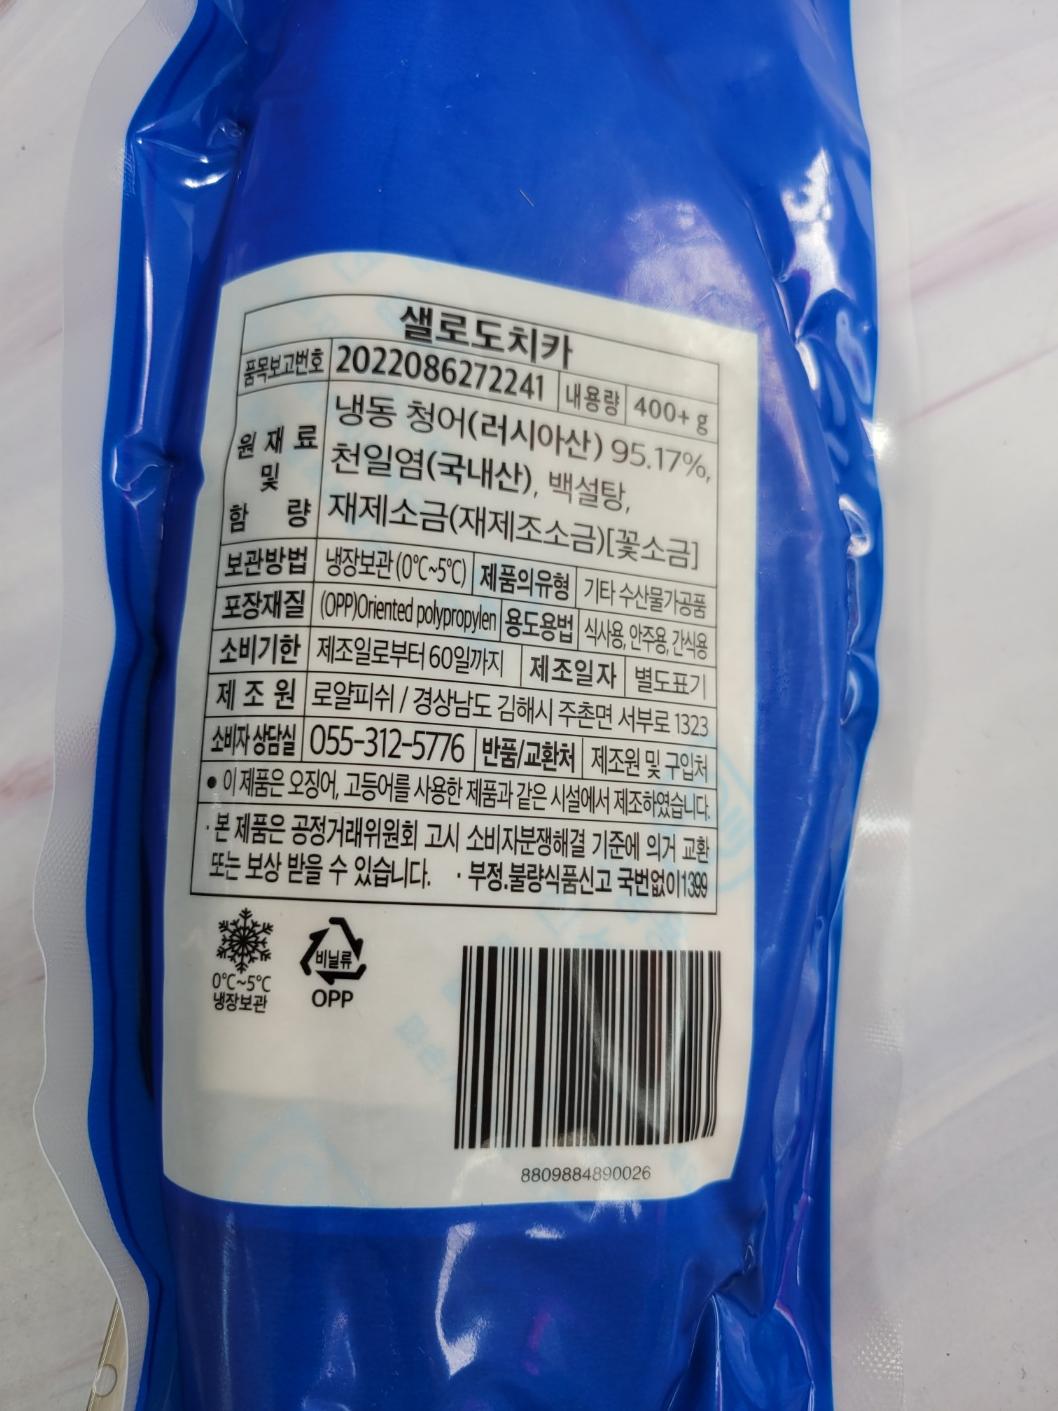 샐로도치카
품목보고번호 2022086272241 내용량 400+ g
원재료 및 함량 냉동 청어(러시아산) 95.17%,
천일염(국내산), 백설탕,
재제소금(재제조소금)[꽃소금]
보관방법 냉장보관 (0℃~5℃) 제품의유형 기타 수산물가공품
포장재질 (OPP)Oriented polypropylen 용도용법 식사용, 안주용, 간식용
소비기한 제조일로부터 60일까지 제조일자 별도표기
제조원 로얄피쉬 / 경상남도 김해시 주촌면 서부로 1323
소비자 상담실 055-312-5776 반품/교환처 제조원 및 구입처
• 이 제품은 오징어, 고등어를 사용한 제품과 같은 시설에서 제조하였습니다.
· 본 제품은 공정거래위원회 고시 소비자분쟁해결 기준에 의거 교환
또는 보상 받을 수 있습니다. · 부정.불량식품신고 국번없이1399
0℃~5℃
냉장보관
비닐류
OPP
8809884890026